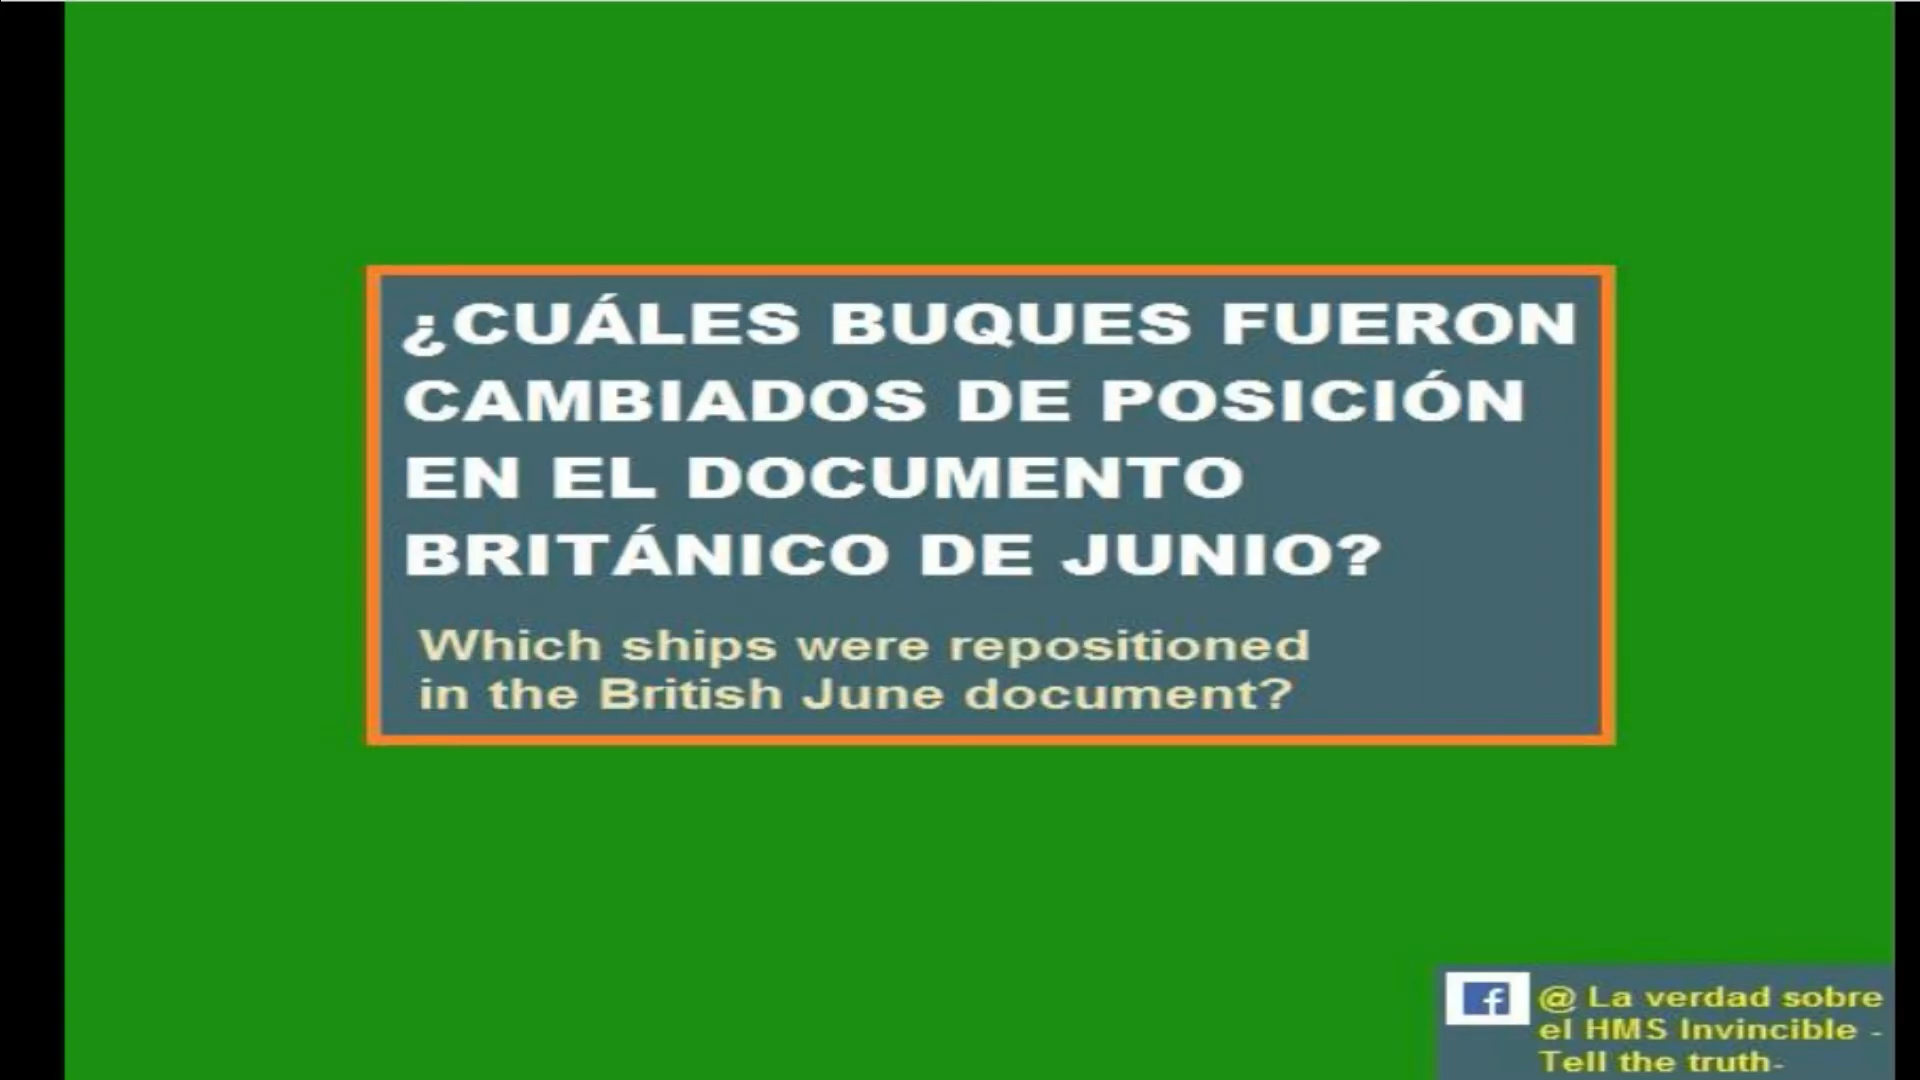 ¿CUÁLES BUQUES FUERON
CAMBIADOS DE POSICIÓN
EN EL DOCUMENTO
BRITÁNICO DE JUNIO?
Which ships were repositioned
in the British June document?
f @ La verdad sobre
el HMS Invincible -
Tell the truth-